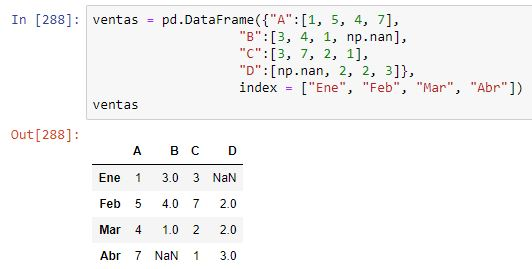 In [288]: ventas = pd.DataFrame({"A":[1, 5, 4, 7],
"B":[3, 4, 1, np.nan],
"C":[3, 7, 2, 1],
"D":[np.nan, 2, 2, 3]},
index = ["Ene", "Feb", "Mar", "Abr"])
ventas
Out[288]:
A B C D
Ene 1 3.0 3 NaN
Feb 5 4.0 7 2.0
Mar 4 1.0 2 2.0
Abr 7 NaN 1 3.0